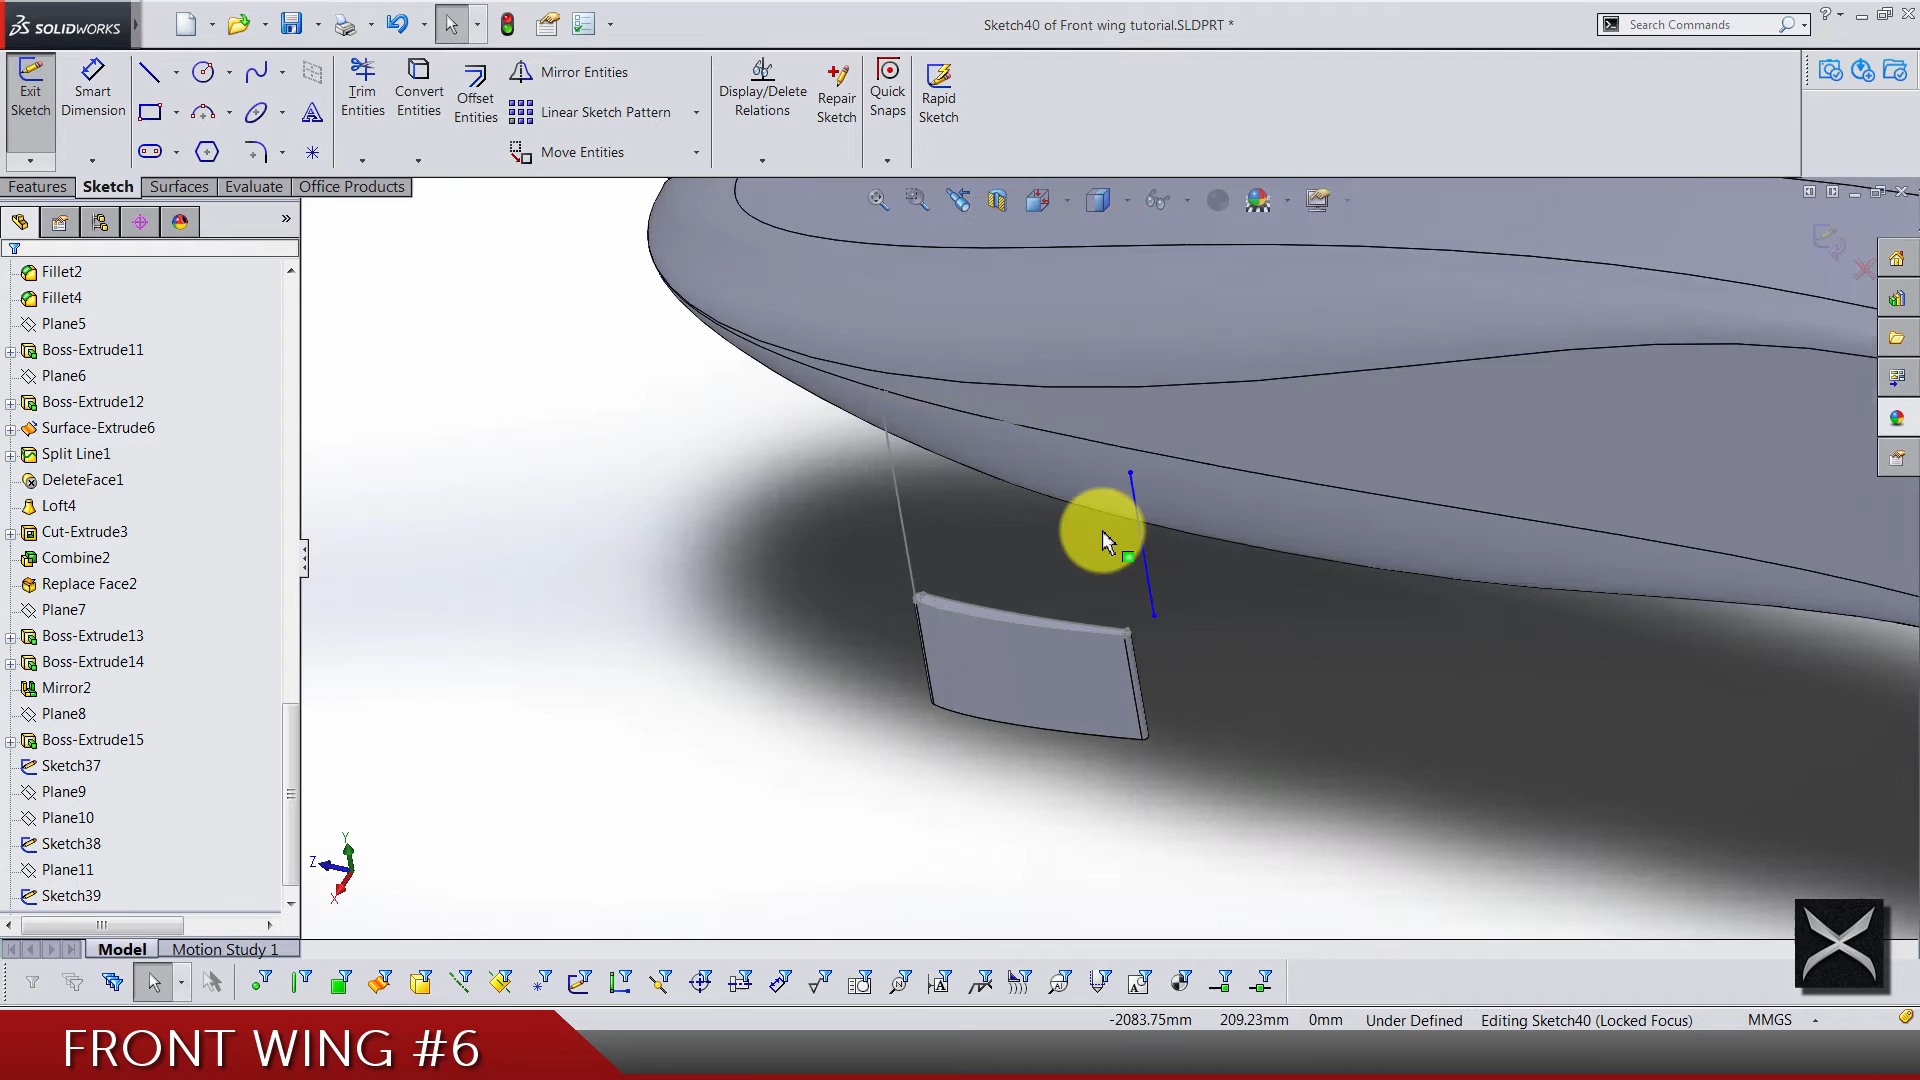 SOLIDWORKS
Sketch40 of Front wing tutorial.SLDPRT *
Search Commands
Exit Sketch
Smart Dimension
Trim Entities
Convert Entities
Offset Entities
Mirror Entities
Linear Sketch Pattern
Move Entities
Display/Delete Relations
Repair Sketch
Quick Snaps
Rapid Sketch
Features
Sketch
Surfaces
Evaluate
Office Products
Fillet2
Fillet4
Plane5
Boss-Extrude11
Plane6
Boss-Extrude12
Surface-Extrude6
Split Line1
DeleteFace1
Loft4
Cut-Extrude3
Combine2
Replace Face2
Plane7
Boss-Extrude13
Boss-Extrude14
Mirror2
Plane8
Boss-Extrude15
Sketch37
Plane9
Plane10
Sketch38
Plane11
Sketch39
Y
Z
X
Model
Motion Study 1
-2083.75mm
209.23mm
0mm
Under Defined
Editing Sketch40 (Locked Focus)
MMGS
FRONT WING #6